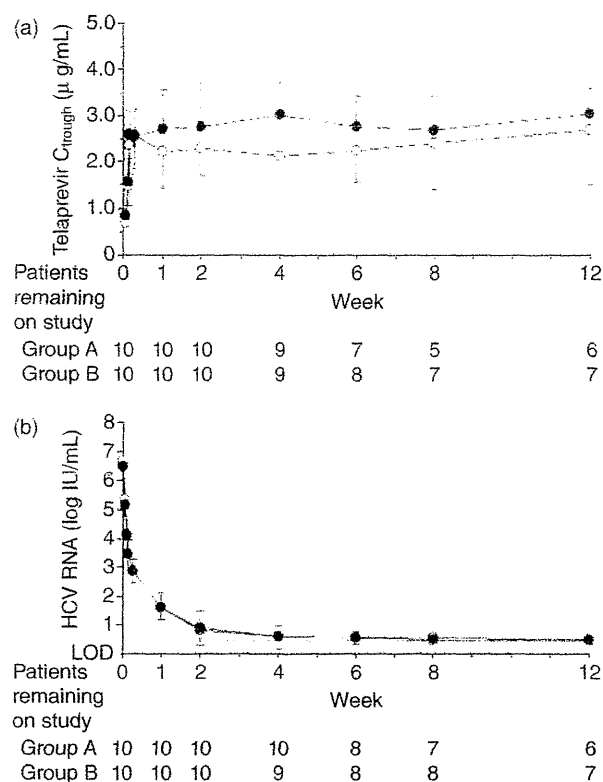 (a)
Telaprevir Ctrough (μ g/mL)
5.0
4.0
3.0
2.0
1.0
0
0 1 2 4 6 8 12
Week
Patients
remaining
on study
Group A 10 10 10 9 7 5 6
Group B 10 10 10 9 8 7 7
(b)
HCV RNA (log IU/mL)
8
7
6
5
4
3
2
1
LOD
0 1 2 4 6 8 12
Week
Patients
remaining
on study
Group A 10 10 10 10 8 7 6
Group B 10 10 10 9 8 8 7